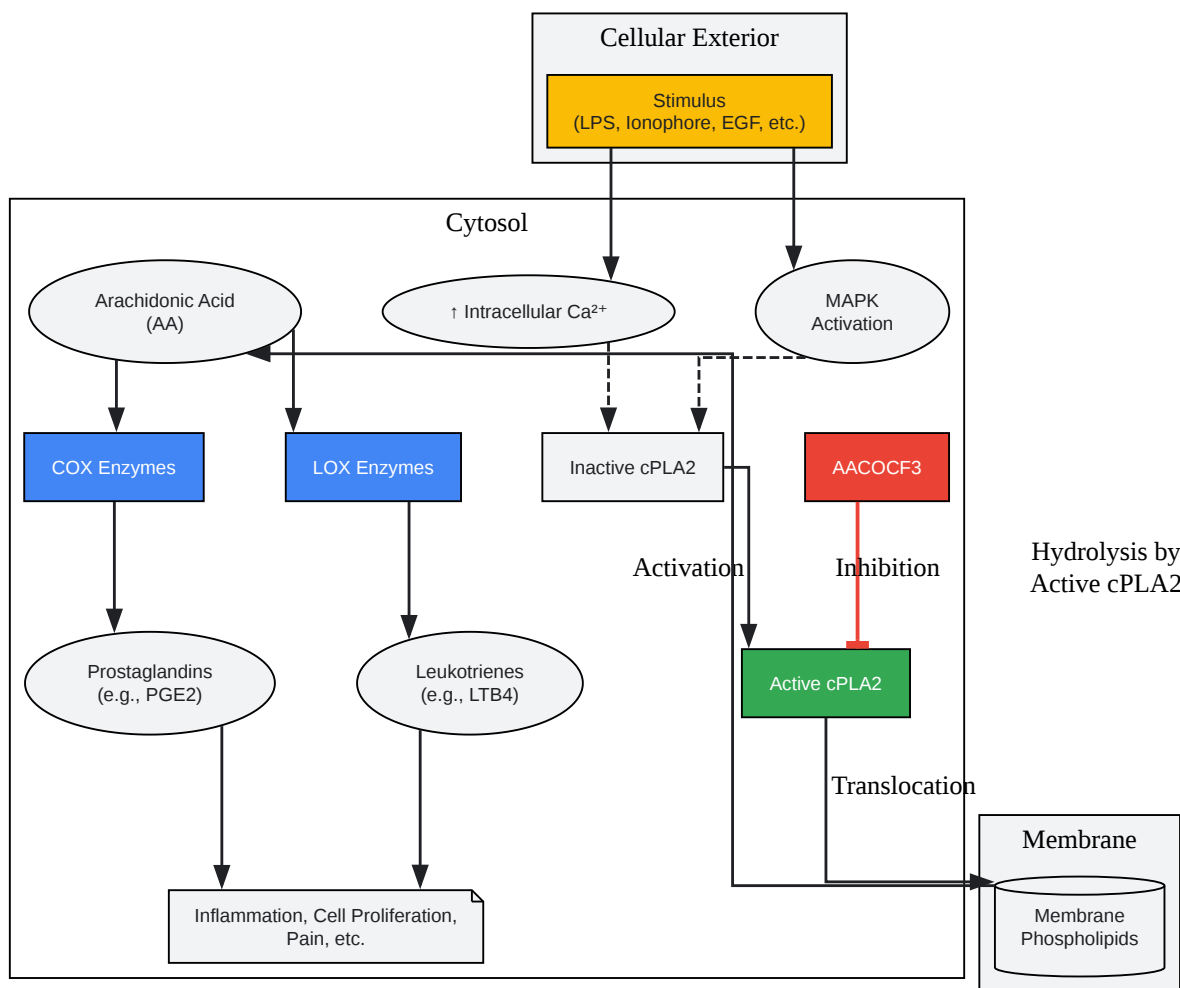 Cellular Exterior
Stimulus
(LPS, Ionophore, EGF, etc.)
Cytosol
Arachidonic Acid
(AA)
↑ Intracellular Ca²⁺
MAPK
Activation
COX Enzymes
LOX Enzymes
Inactive cPLA2
AACOCF3
Activation
Inhibition
Hydrolysis by
Active cPLA2
Prostaglandins
(e.g., PGE2)
Leukotrienes
(e.g., LTB4)
Active cPLA2
Translocation
Membrane
Inflammation, Cell Proliferation,
Pain, etc.
Membrane
Phospholipids